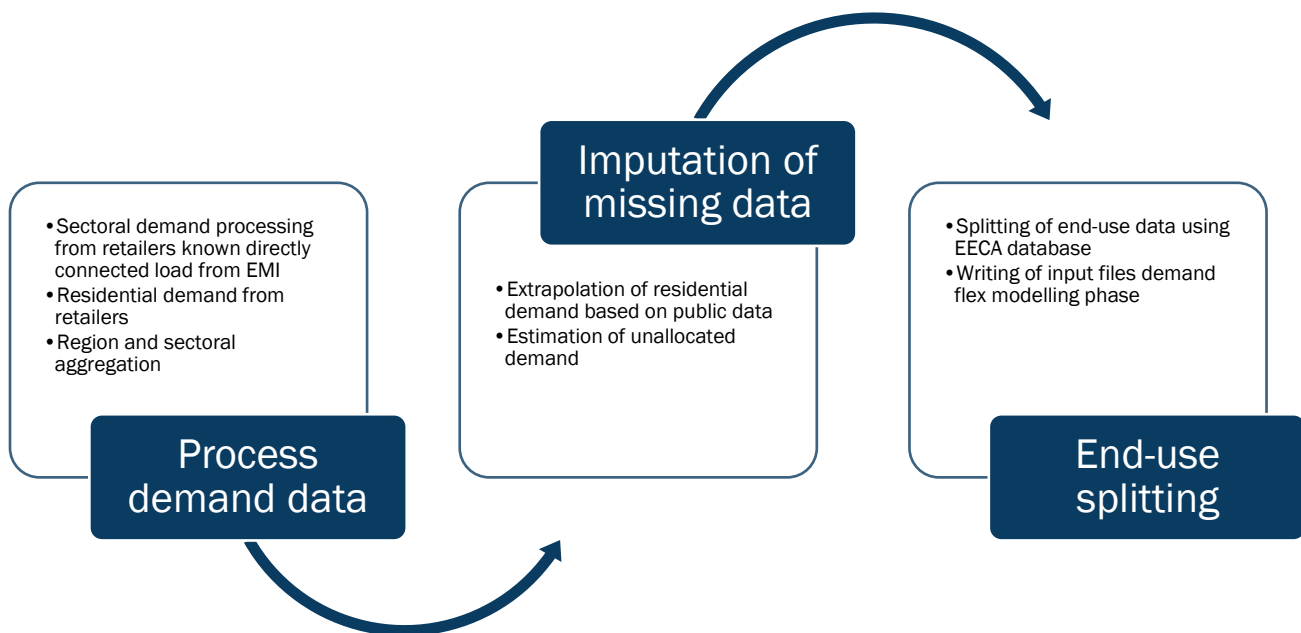 •Sectoral demand processing
from retailers known directly
connected load from EMI
•Residential demand from
retailers
•Region and sectoral
aggregation
Process
demand data
Imputation of
missing data
•Extrapolation of residential
demand based on public data
•Estimation of unallocated
demand
•Splitting of end-use data using
EECA database
•Writing of input files demand
flex modelling phase
End-use
splitting